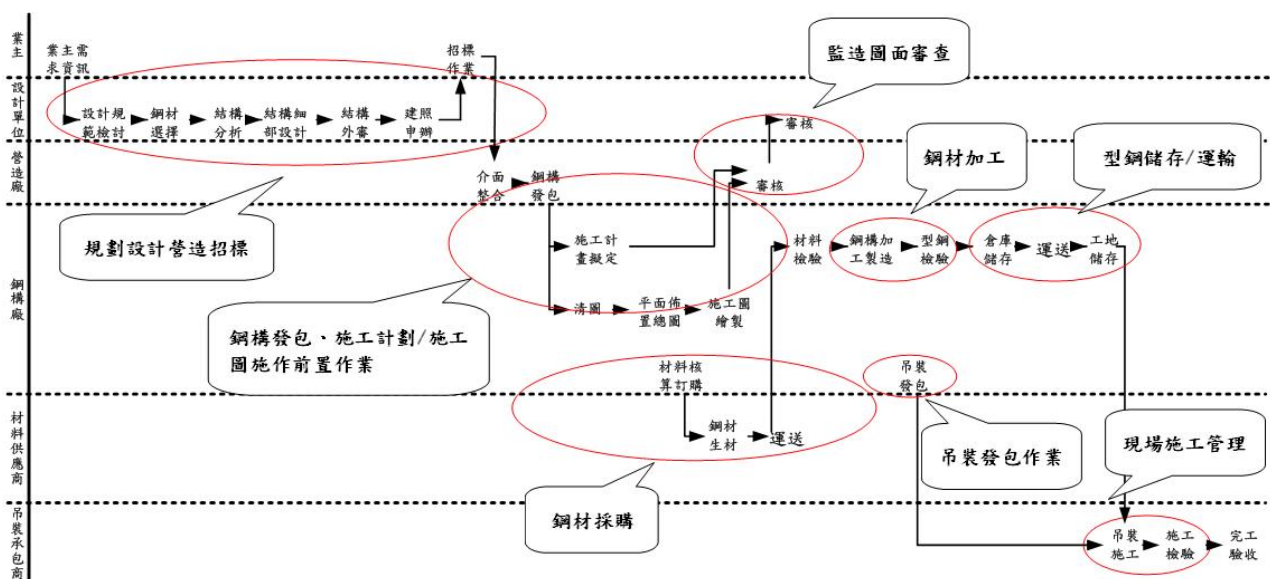 業主
業主需
求資訊
招標
作業
監造圖面審查
設計單位
設計規
範檢討
鋼材
選擇
結構
分析
結構細
部設計
結構
外審
建照
申辦
審核
營造廠
介面
整合
鋼構
發包
審核
鋼材加工
型鋼儲存/運輸
規劃設計營造招標
鋼構廠
施工計
畫擬定
材料
檢驗
鋼構加
工製造
型鋼
檢驗
倉庫
儲存
運送
工地
儲存
清圖
平面佈
置總圖
施工圖
繪製
鋼構發包、施工計劃/施工
圖施作前置作業
材料核
算訂購
吊裝
發包
材料供應商
鋼材
生材
運送
吊裝發包作業
現場施工管理
鋼材採購
吊裝承包商
吊裝
施工
施工
檢驗
完工
驗收